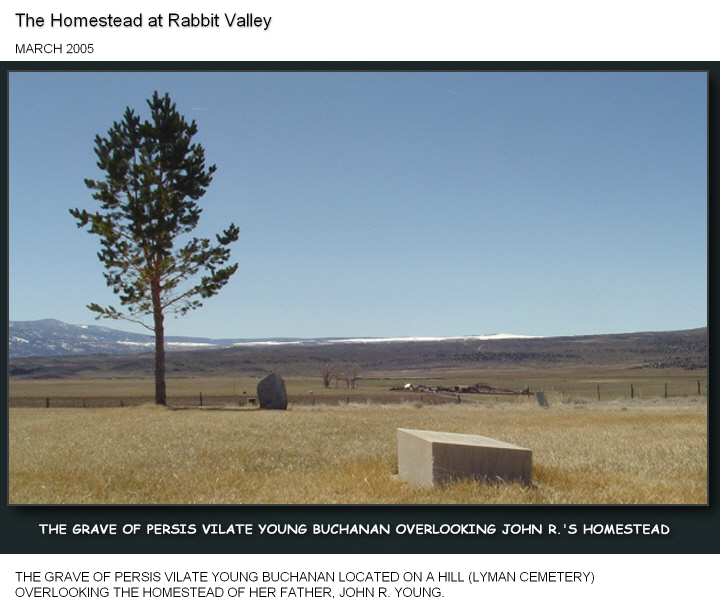 The Homestead at Rabbit Valley
MARCH 2005
THE GRAVE OF PERSIS VILATE YOUNG BUCHANAN OVERLOOKING JOHN R.'S HOMESTEAD
THE GRAVE OF PERSIS VILATE YOUNG BUCHANAN LOCATED ON A HILL (LYMAN CEMETERY)
OVERLOOKING THE HOMESTEAD OF HER FATHER, JOHN R. YOUNG.